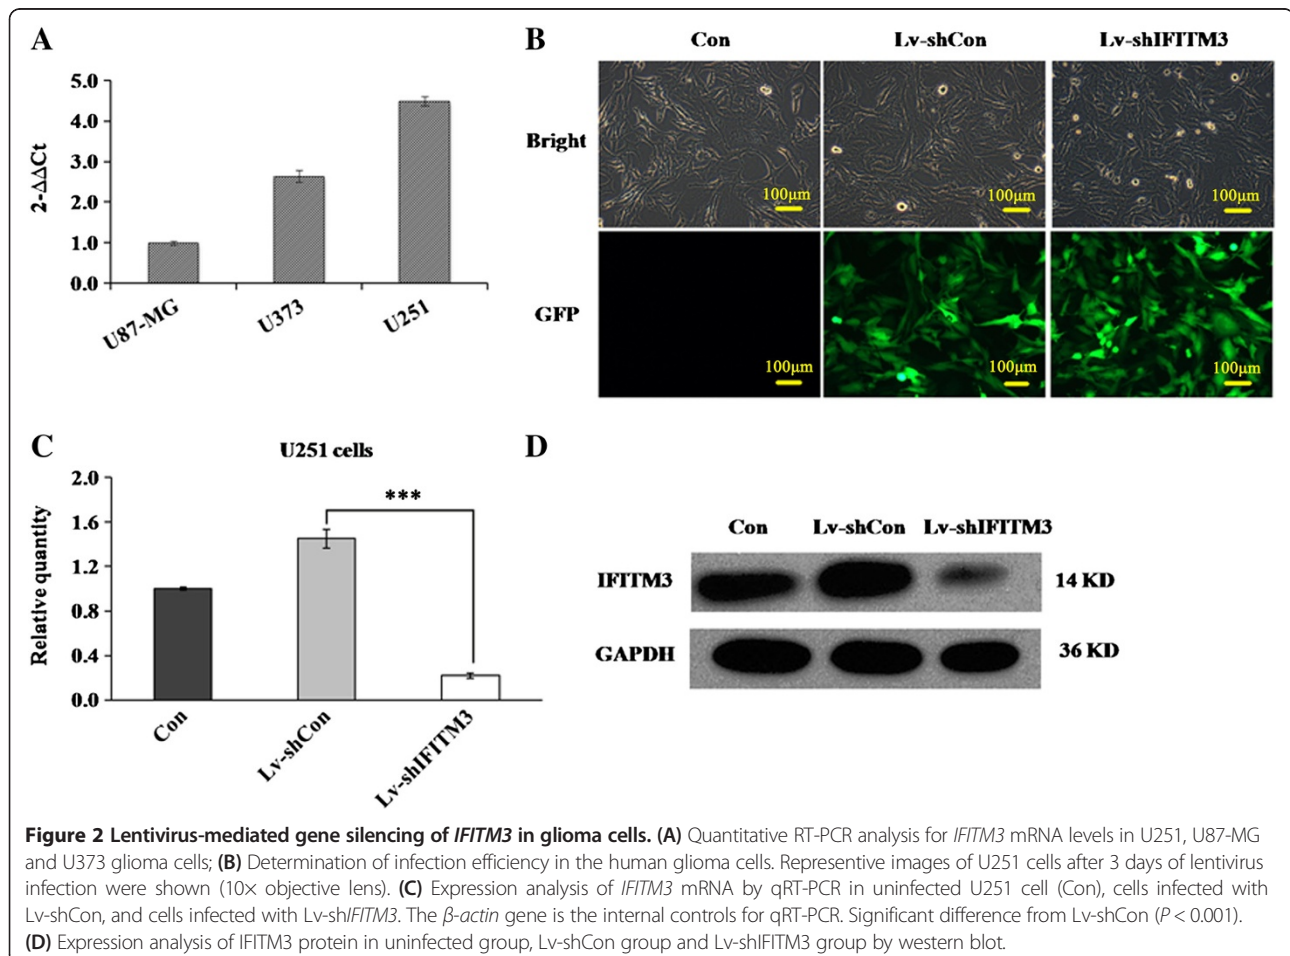 A
5.0
4.0
3.0
2.0
1.0
0.0
2-ΔΔCt
U87-MG
U373
U251
B
Con
Lv-shCon
Lv-shIFITM3
Bright
100μm
100μm
100μm
GFP
100μm
100μm
100μm
C
U251 cells
2.0
1.6
1.2
0.8
0.4
0.0
Relative quantity
***
Con
Lv-shCon
Lv-shIFITM3
D
Con
Lv-shCon
Lv-shIFITM3
IFITM3
14 KD
GAPDH
36 KD
Figure 2 Lentivirus-mediated gene silencing of IFITM3 in glioma cells. (A) Quantitative RT-PCR analysis for IFITM3 mRNA levels in U251, U87-MG
and U373 glioma cells; (B) Determination of infection efficiency in the human glioma cells. Representive images of U251 cells after 3 days of lentivirus
infection were shown (10× objective lens). (C) Expression analysis of IFITM3 mRNA by qRT-PCR in uninfected U251 cell (Con), cells infected with
Lv-shCon, and cells infected with Lv-shIFITM3. The β-actin gene is the internal controls for qRT-PCR. Significant difference from Lv-shCon (P < 0.001).
(D) Expression analysis of IFITM3 protein in uninfected group, Lv-shCon group and Lv-shIFITM3 group by western blot.